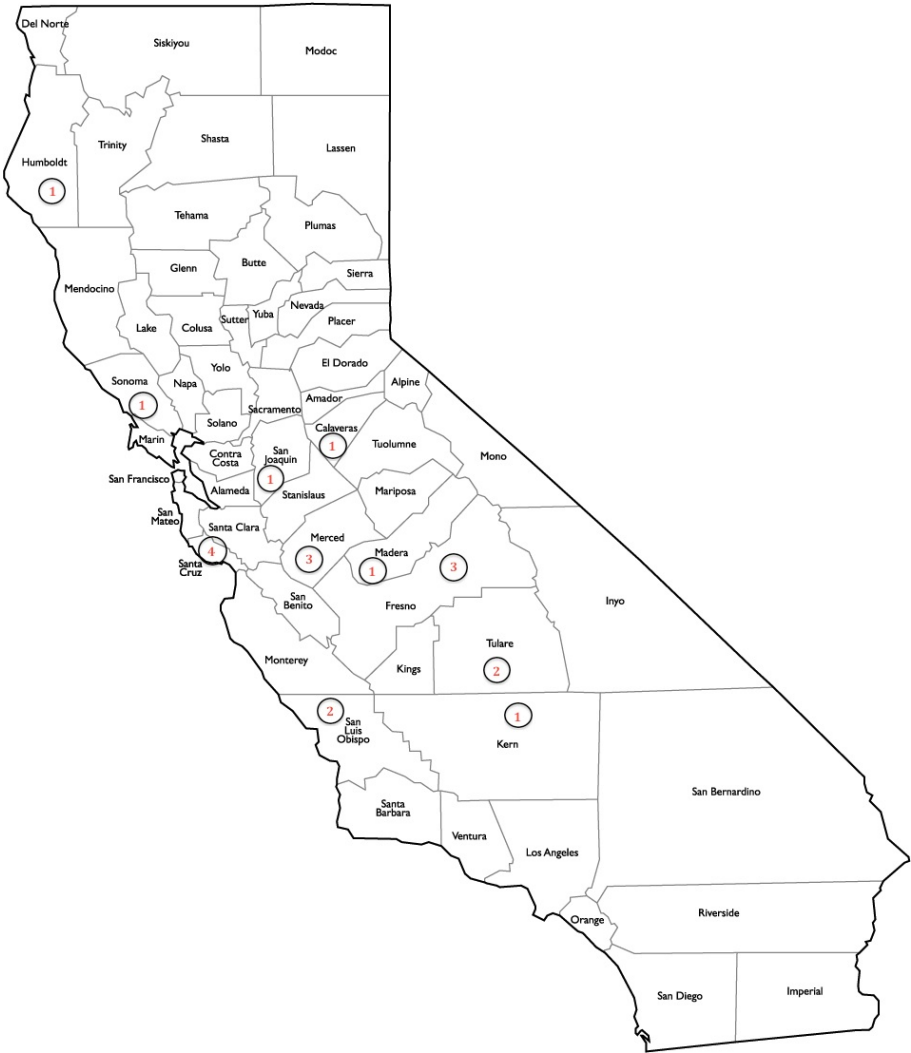 Del Norte
Siskiyou
Modoc
Humboldt
1
Trinity
Shasta
Lassen
Tehama
Plumas
Mendocino
Glenn
Butte
Sierra
Lake
Colusa
Sutter
Yuba
Nevada
Placer
Sonoma
1
Napa
Yolo
El Dorado
Alpine
Solano
Sacramento
Amador
Marin
Calaveras
1
Tuolumne
Mono
Contra
Costa
San
Joaquin
1
San Francisco
Alameda
Stanislaus
Mariposa
San
Mateo
Santa Clara
Merced
3
Madera
1
3
4
Santa
Cruz
San
Benito
Fresno
Inyo
Monterey
Kings
Tulare
2
2
San
Luis
Obispo
1
Kern
San Bernardino
Santa
Barbara
Ventura
Los Angeles
Orange
Riverside
San Diego
Imperial